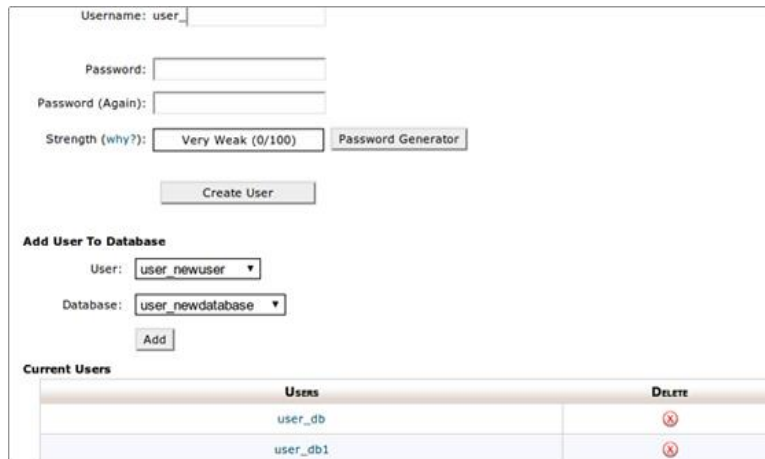 Username: user_
Password:
Password (Again):
Strength (why?): Very Weak (0/100) Password Generator
Create User
Add User To Database
User: user_newuser
Database: user_newdatabase
Add
Current Users
USERS DELETE
user_db
user_db1